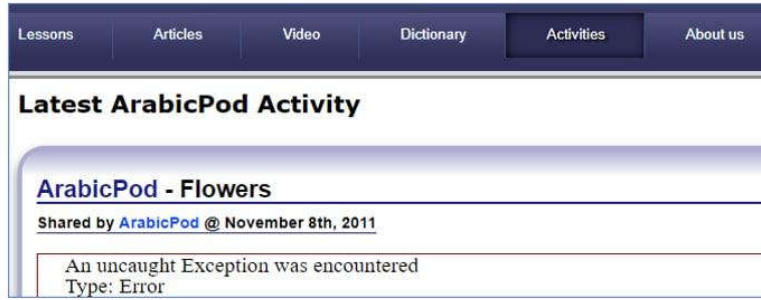 Lessons Articles Video Dictionary Activities About us
Latest ArabicPod Activity
ArabicPod - Flowers
Shared by ArabicPod @ November 8th, 2011
An uncaught Exception was encountered
Type: Error